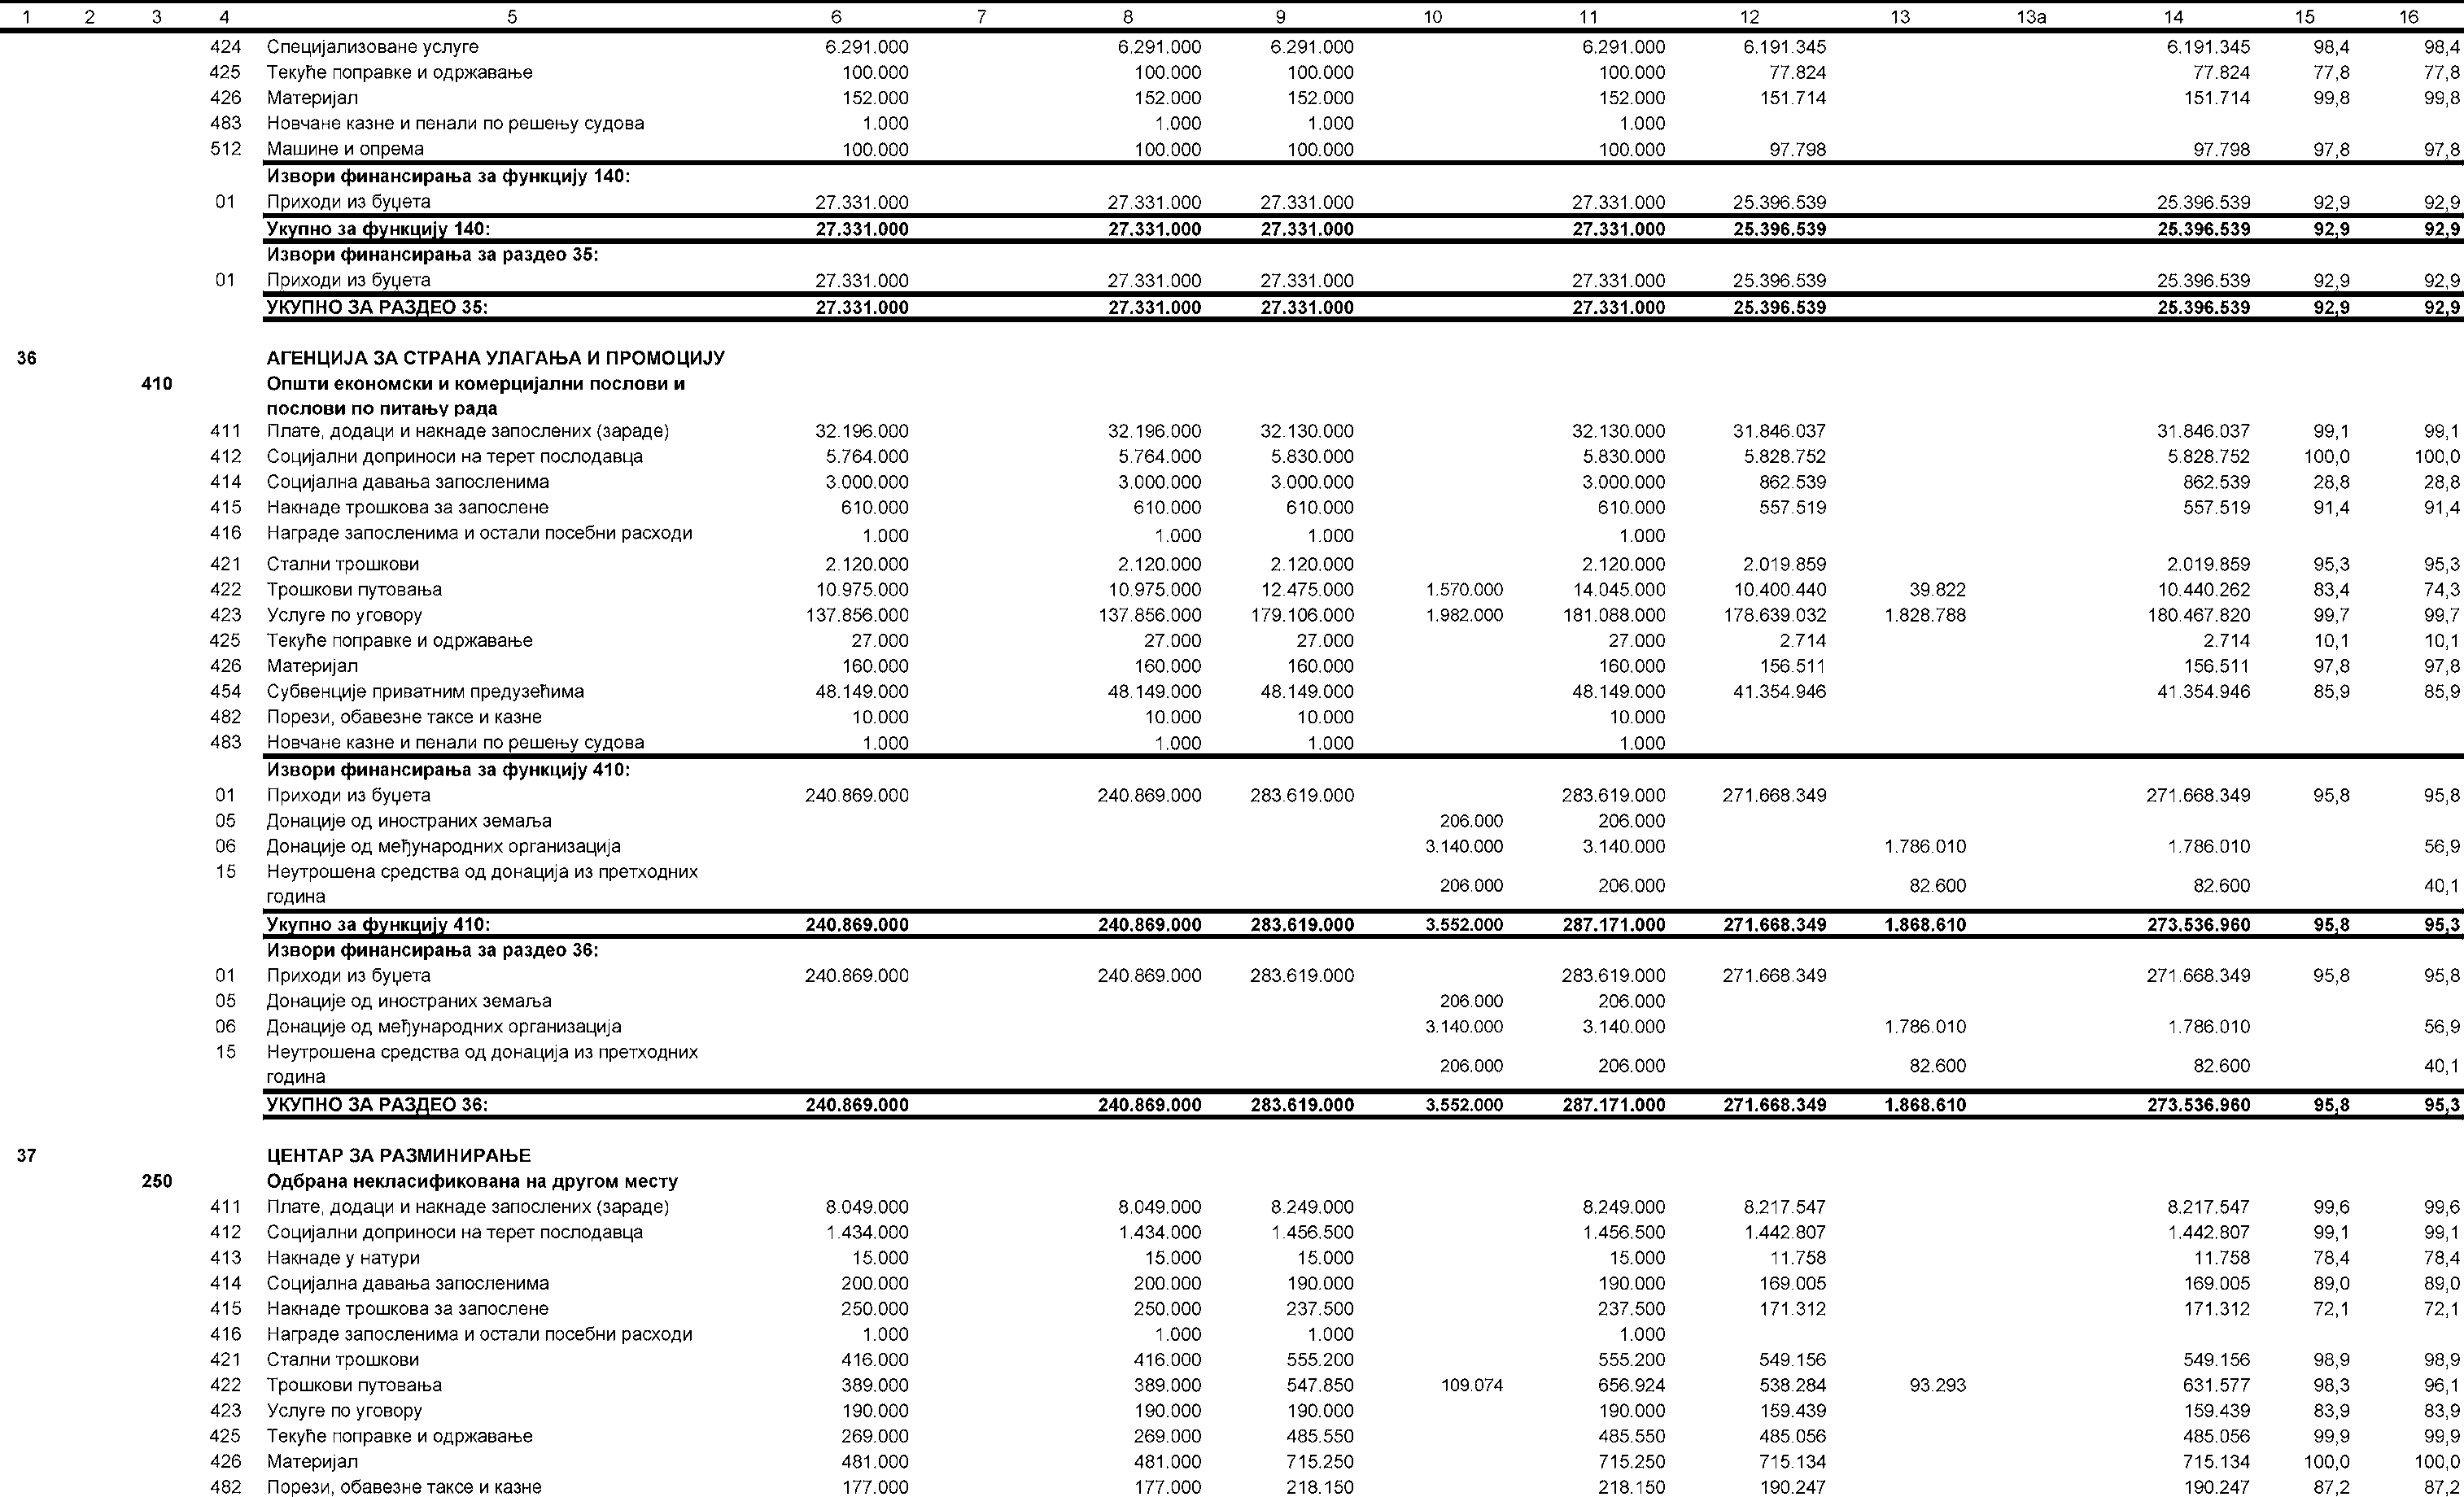 1 2 3 4 5 6 7 8 9 10 11 12 13 13a 14 15 16
424 Специјализоване услуге 6.291.000 6.291.000 6.291.000 6.291.000 6.191.345 6.191.345 98,4 98,4
425 Текуће поправке и одржавање 100.000 100.000 100.000 100.000 77.824 77.824 77,8 77,8
426 Материјал 152.000 152.000 152.000 152.000 151.714 151.714 99,8 99,8
483 Новчане казне и пенали по решењу судова 1.000 1.000 1.000 1.000
512 Машине и опрема 100.000 100.000 100.000 100.000 97.798 97.798 97,8 97,8
Извори финансирања за функцију 140:
01 Приходи из буџета 27.331.000 27.331.000 27.331.000 27.331.000 25.396.539 25.396.539 92,9 92,9
Укупно за функцију 140: 27.331.000 27.331.000 27.331.000 27.331.000 25.396.539 25.396.539 92,9 92,9
Извори финансирања за раздео 35:
01 Приходи из буџета 27.331.000 27.331.000 27.331.000 27.331.000 25.396.539 25.396.539 92,9 92,9
УКУПНО ЗА РАЗДЕО 35: 27.331.000 27.331.000 27.331.000 27.331.000 25.396.539 25.396.539 92,9 92,9
36 АГЕНЦИЈА ЗА СТРАНА УЛАГАЊА И ПРОМОЦИЈУ
410 Општи економски и комерцијални послови и
послови по питању рада
411 Плате, додаци и накнаде запослених (зараде) 32.196.000 32.196.000 32.130.000 32.130.000 31.846.037 31.846.037 99,1 99,1
412 Социјални доприноси на терет послодавца 5.764.000 5.764.000 5.830.000 5.830.000 5.828.752 5.828.752 100,0 100,0
414 Социјална давања запосленима 3.000.000 3.000.000 3.000.000 3.000.000 862.539 862.539 28,8 28,8
415 Накнаде трошкова за запослене 610.000 610.000 610.000 610.000 557.519 557.519 91,4 91,4
416 Награде запосленима и остали посебни расходи 1.000 1.000 1.000 1.000
421 Стални трошкови 2.120.000 2.120.000 2.120.000 2.120.000 2.019.859 2.019.859 95,3 95,3
422 Трошкови путовања 10.975.000 10.975.000 12.475.000 1.570.000 14.045.000 10.400.440 39.822 10.440.262 83,4 74,3
423 Услуге по уговору 137.856.000 137.856.000 179.106.000 1.982.000 181.088.000 178.639.032 1.828.788 180.467.820 99,7 99,7
425 Текуће поправке и одржавање 27.000 27.000 27.000 27.000 2.714 2.714 10,1 10,1
426 Материјал 160.000 160.000 160.000 160.000 156.511 156.511 97,8 97,8
454 Субвенције приватним предузећима 48.149.000 48.149.000 48.149.000 48.149.000 41.354.946 41.354.946 85,9 85,9
482 Порези, обавезне таксе и казне 10.000 10.000 10.000 10.000
483 Новчане казне и пенали по решењу судова 1.000 1.000 1.000 1.000
Извори финансирања за функцију 410:
01 Приходи из буџета 240.869.000 240.869.000 283.619.000 283.619.000 271.668.349 271.668.349 95,8 95,8
05 Донације од иностраних земаља 206.000 206.000
06 Донације од међународних организација 3.140.000 3.140.000 1.786.010 1.786.010 56,9
15 Неутрошена средства од донација из претходних
година 206.000 206.000 82.600 82.600 40,1
Укупно за функцију 410: 240.869.000 240.869.000 283.619.000 3.552.000 287.171.000 271.668.349 1.868.610 273.536.960 95,8 95,3
Извори финансирања за раздео 36:
01 Приходи из буџета 240.869.000 240.869.000 283.619.000 283.619.000 271.668.349 271.668.349 95,8 95,8
05 Донације од иностраних земаља 206.000 206.000
06 Донације од међународних организација 3.140.000 3.140.000 1.786.010 1.786.010 56,9
15 Неутрошена средства од донација из претходних
година 206.000 206.000 82.600 82.600 40,1
УКУПНО ЗА РАЗДЕО 36: 240.869.000 240.869.000 283.619.000 3.552.000 287.171.000 271.668.349 1.868.610 273.536.960 95,8 95,3
37 ЦЕНТАР ЗА РАЗМИНИРАЊЕ
250 Одбрана некласификована на другом месту
411 Плате, додаци и накнаде запослених (зараде) 8.049.000 8.049.000 8.249.000 8.249.000 8.217.547 8.217.547 99,6 99,6
412 Социјални доприноси на терет послодавца 1.434.000 1.434.000 1.456.500 1.456.500 1.442.807 1.442.807 99,1 99,1
413 Накнаде у натури 15.000 15.000 15.000 15.000 11.758 11.758 78,4 78,4
414 Социјална давања запосленима 200.000 200.000 190.000 190.000 169.005 169.005 89,0 89,0
415 Накнаде трошкова за запослене 250.000 250.000 237.500 237.500 171.312 171.312 72,1 72,1
416 Награде запосленима и остали посебни расходи 1.000 1.000 1.000 1.000
421 Стални трошкови 416.000 416.000 555.200 555.200 549.156 549.156 98,9 98,9
422 Трошкови путовања 389.000 389.000 547.850 109.074 656.924 538.284 93.293 631.577 98,3 96,1
423 Услуге по уговору 190.000 190.000 190.000 190.000 159.439 159.439 83,9 83,9
425 Текуће поправке и одржавање 269.000 269.000 485.550 485.550 485.056 485.056 99,9 99,9
426 Материјал 481.000 481.000 715.250 715.250 715.134 715.134 100,0 100,0
482 Порези, обавезне таксе и казне 177.000 177.000 218.150 218.150 190.247 190.247 87,2 87,2